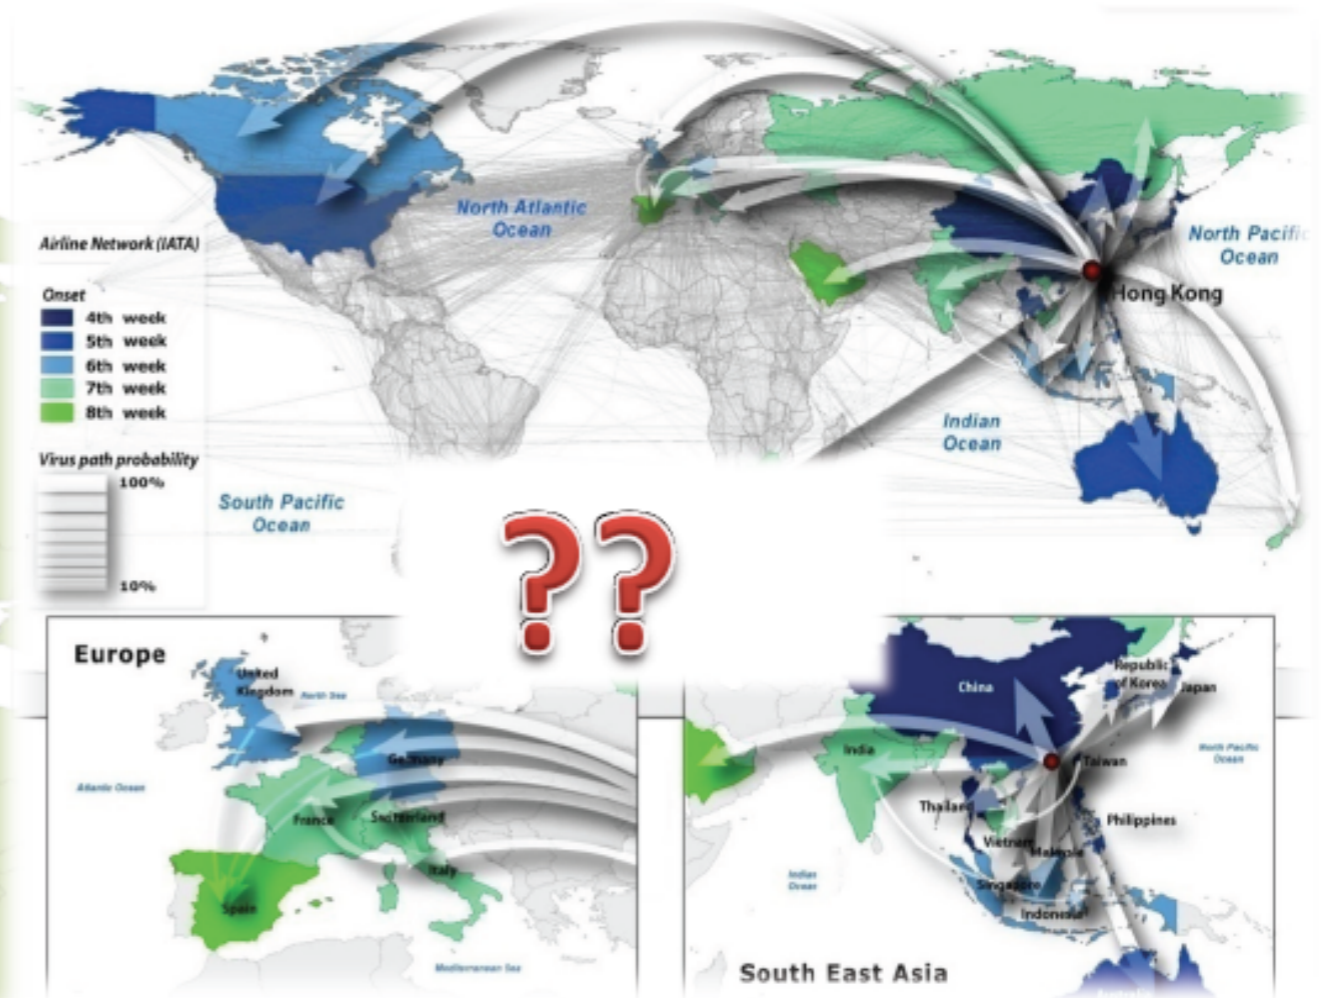 North Atlantic
Ocean
North Pacific
Ocean
Airline Network (IATA)
Hong Kong
Onset
4th week
5th week
6th week
7th week
8th week
Indian
Ocean
Virus path probability
100%
South Pacific
Ocean
10%
??
Europe
United
Kingdom
North Sea
Germany
Atlantic Ocean
France
Switzerland
Italy
Spain
Mediterranean Sea
Republic
of Korea
China
Japan
North Pacific
Ocean
India
Taiwan
Thailand
Philippines
Vietnam
Malaysia
Indian
Ocean
Singapore
Indonesia
South East Asia